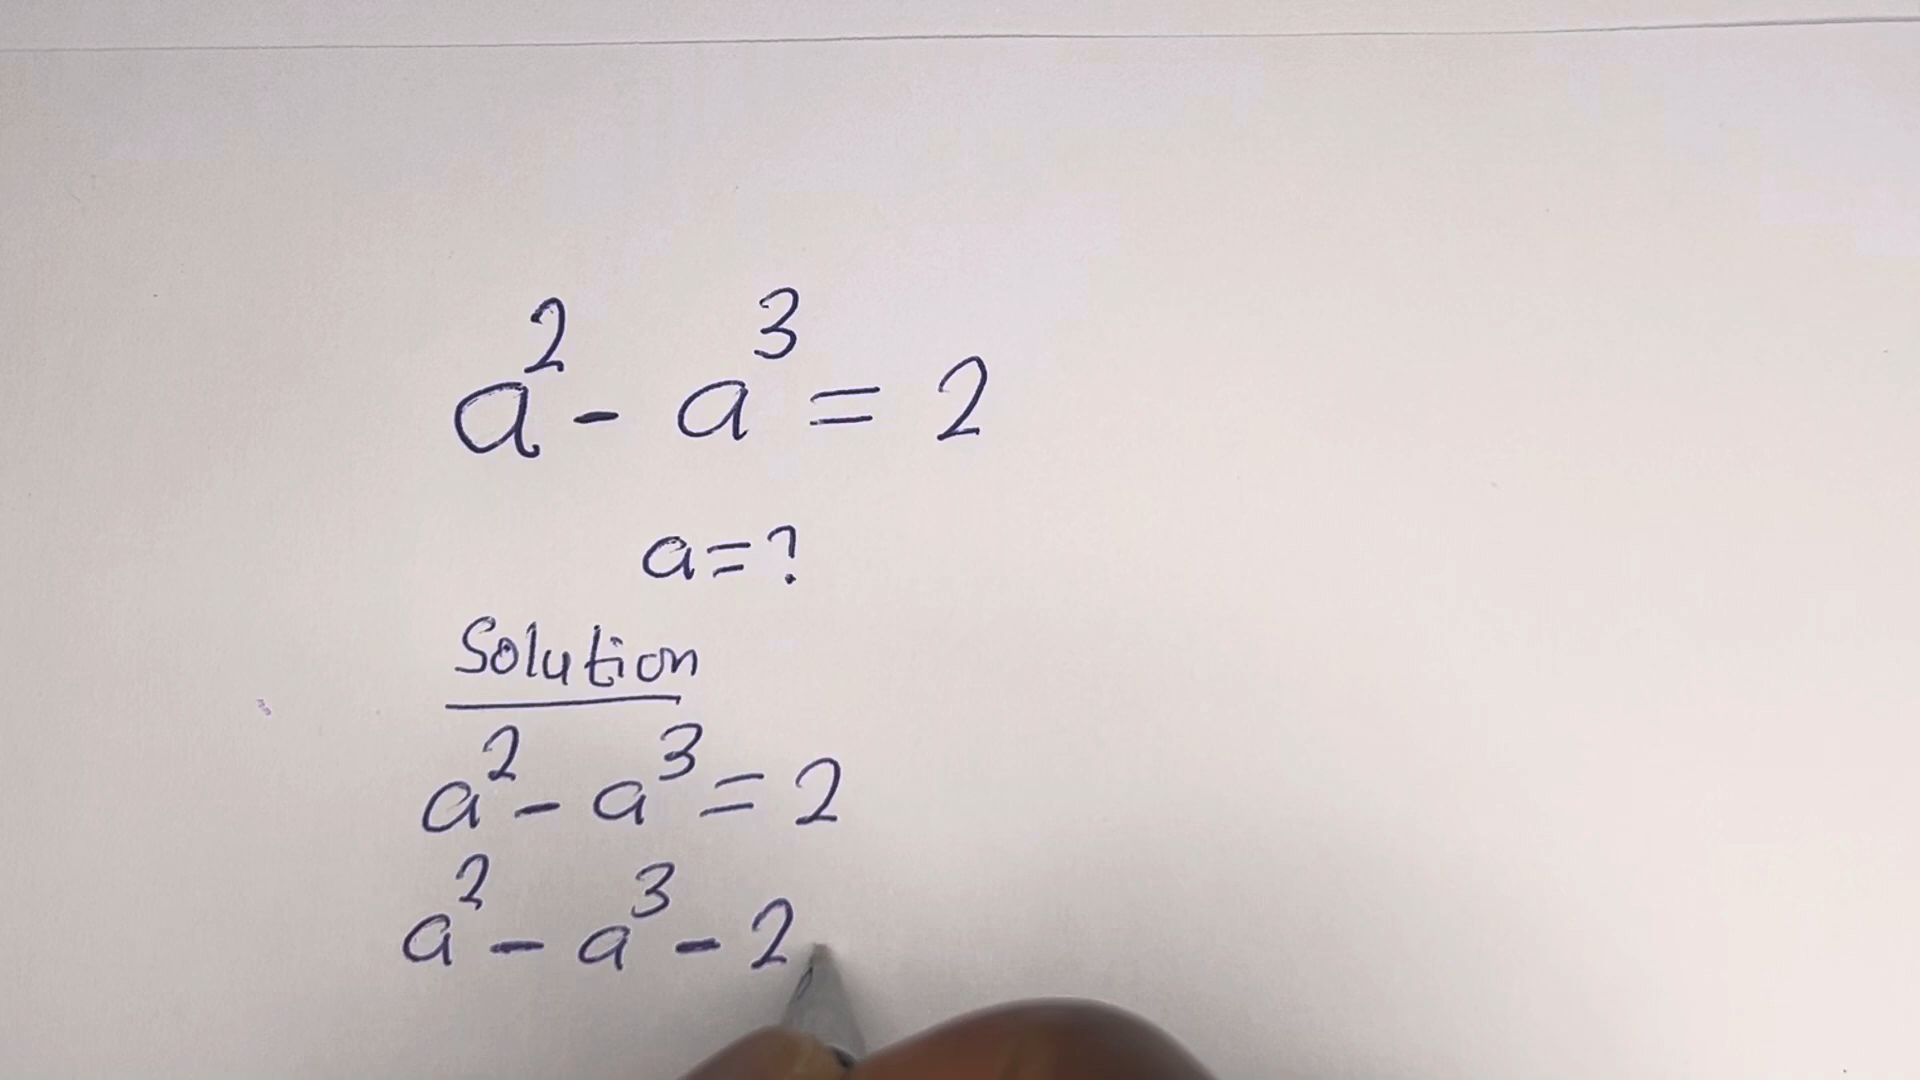 a² - a³ = 2
a = ?
Solution
a² - a³ = 2
a² - a³ - 2